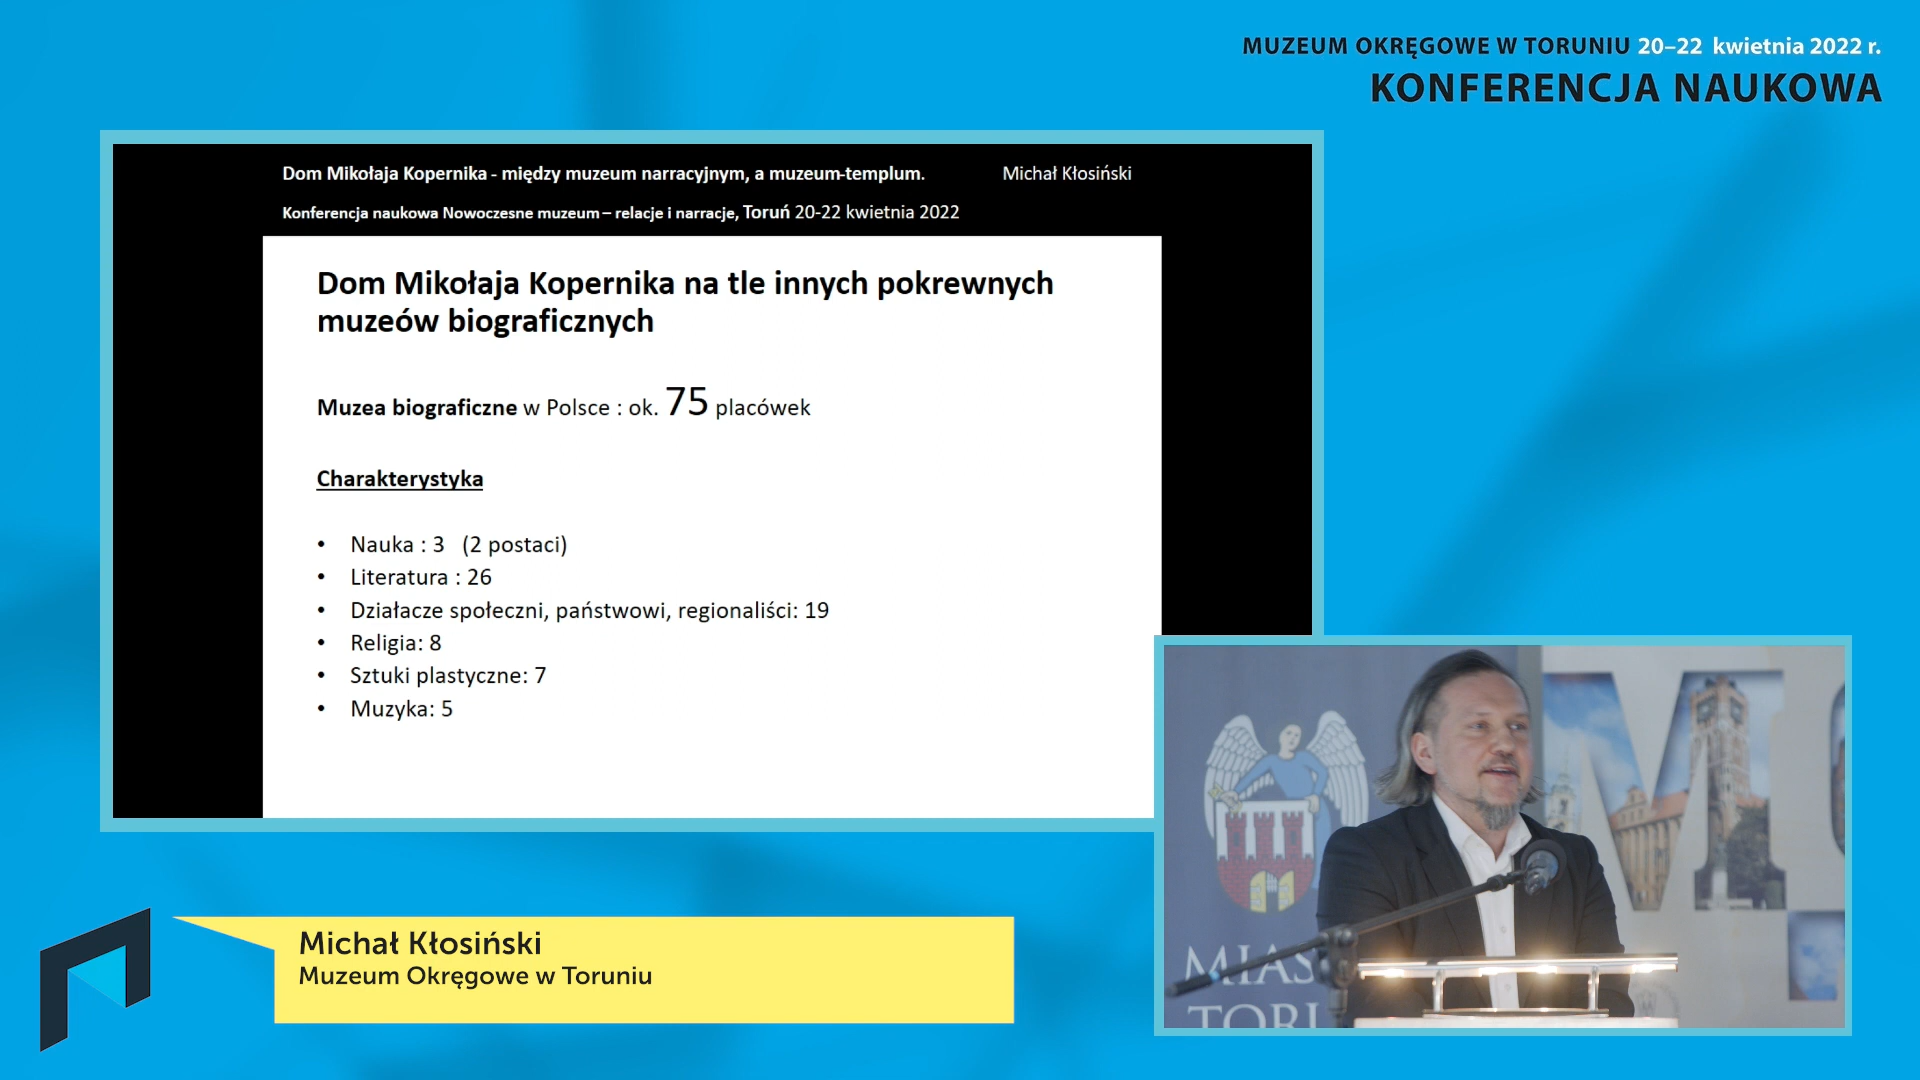 MUZEUM OKRĘGOWE W TORUNIU 20–22 kwietnia 2022 r.
KONFERENCJA NAUKOWA
Dom Mikołaja Kopernika - między muzeum narracyjnym, a muzeum-templum. Michał Kłosiński
Konferencja naukowa Nowoczesne muzeum – relacje i narracje, Toruń 20-22 kwietnia 2022
Dom Mikołaja Kopernika na tle innych pokrewnych
muzeów biograficznych
Muzea biograficzne w Polsce : ok. 75 placówek
Charakterystyka
• Nauka : 3 (2 postaci)
• Literatura : 26
• Działacze społeczni, państwowi, regionaliści: 19
• Religia: 8
• Sztuki plastyczne: 7
• Muzyka: 5
Michał Kłosiński
Muzeum Okręgowe w Toruniu
MIAS
TORU